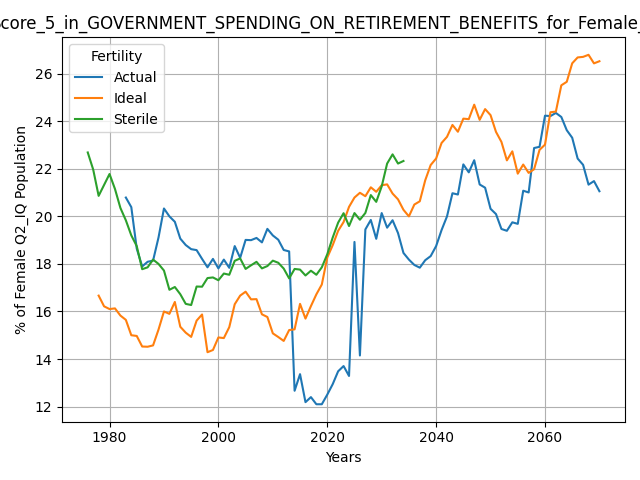 core_5_in_GOVERNMENT_SPENDING_ON_RETIREMENT_BENEFITS_for_Female_
Fertility
Actual
Ideal
Sterile
% of Female Q2_IQ Population
26
24
22
20
18
16
14
12
1980
2000
2020
2040
2060
Years